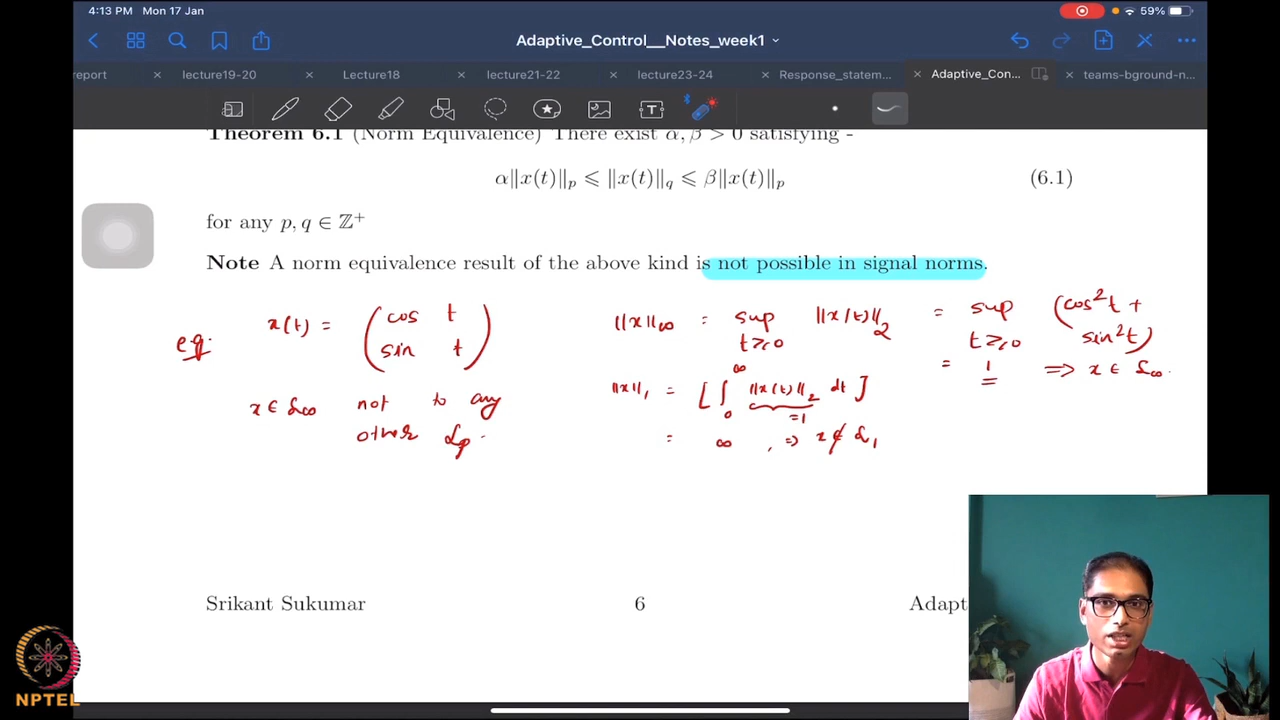 4:13 PM Mon 17 Jan
59%
Adaptive_Control__Notes_week1
report
lecture19-20
Lecture18
lecture21-22
lecture23-24
Response_statem...
Adaptive_Con...
teams-bground-n...
Theorem 6.1 (Norm Equivalence) There exist α, β > 0 satisfying -
α‖x(t)‖p ⩽ ‖x(t)‖q ⩽ β‖x(t)‖p (6.1)
for any p, q ∈ ℤ⁺
Note A norm equivalence result of the above kind is not possible in signal norms.
eg: x(t) = (cos t
sin t)
x ∈ L∞ not to any
other Lp.
‖x‖∞ = sup t≥0 ‖x(t)‖₂ = sup t≥0 (cos²t +
sin²t)
= 1 ⇒ x ∈ L∞.
‖x‖₁ = [∫₀^∞ ‖x(t)‖₂ dt]
=1
= ∞, ⇒ x ∉ L₁
Srikant Sukumar 6 Adapt
NPTEL